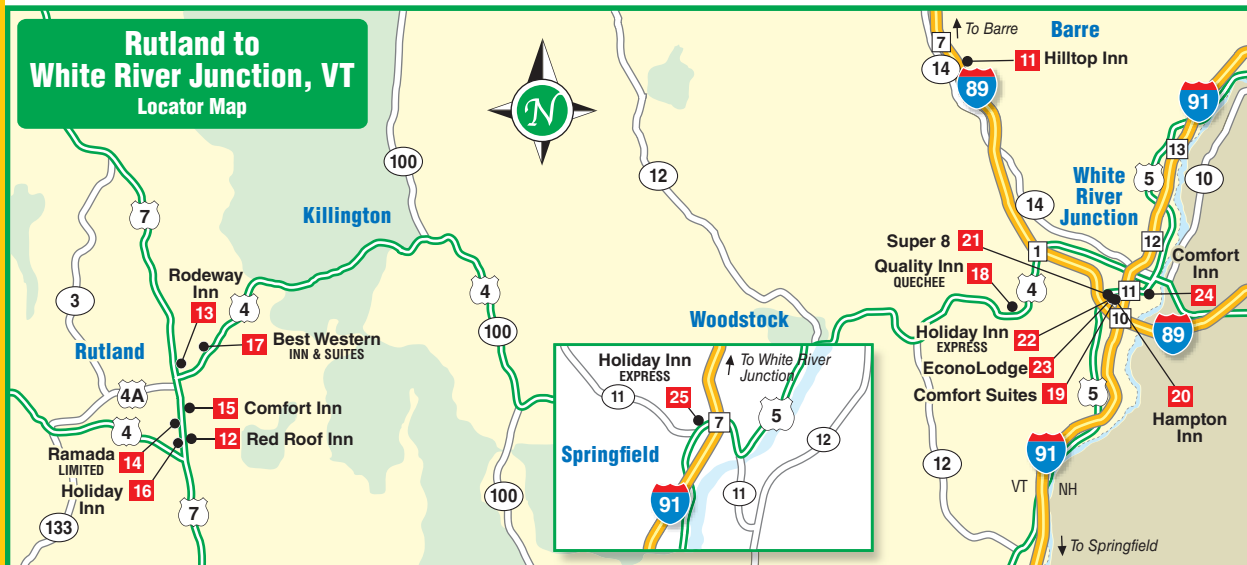 Rutland to
White River Junction, VT
Locator Map
N
To Barre
Barre
7
14
11 Hilltop Inn
89
91
13
100
12
5
10
White
River
Junction
14
7
Killington
12
Super 8 21
1
Comfort
Inn
24
Quality Inn 18
QUECHEE
4
11
10
89
Rodeway
Inn
13
3
4
4
100
Woodstock
Rutland
17 Best Western
INN & SUITES
Holiday Inn 22
EXPRESS
EconoLodge 23
Comfort Suites 19
5
20
Hampton
Inn
4A
15 Comfort Inn
4
12 Red Roof Inn
Ramada 14
LIMITED
Holiday 16
Inn
7
133
100
12
91
VT NH
To Springfield
Holiday Inn
EXPRESS
25
To White River
Junction
11
7
5
12
Springfield
11
91